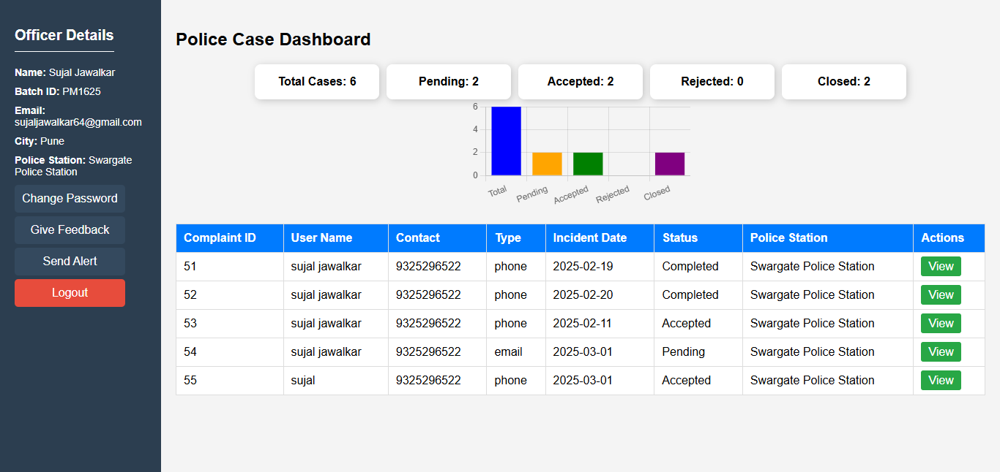 Officer Details
Name: Sujal Jawalkar
Batch ID: PM1625
Email:
sujaljawalkar64@gmail.com
City: Pune
Police Station: Swargate
Police Station
Change Password
Give Feedback
Send Alert
Logout
Police Case Dashboard
Total Cases: 6 Pending: 2 Accepted: 2 Rejected: 0 Closed: 2
6
4
2
0
Total Pending Accepted Rejected Closed
Complaint ID User Name Contact Type Incident Date Status Police Station Actions
51 sujal jawalkar 9325296522 phone 2025-02-19 Completed Swargate Police Station View
52 sujal jawalkar 9325296522 phone 2025-02-20 Completed Swargate Police Station View
53 sujal jawalkar 9325296522 phone 2025-02-11 Accepted Swargate Police Station View
54 sujal jawalkar 9325296522 email 2025-03-01 Pending Swargate Police Station View
55 sujal 9325296522 phone 2025-03-01 Accepted Swargate Police Station View